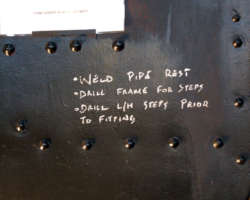 • WELD PIPE REST
• DRILL FRAME FOR STEPS
• DRILL L/H STEPS PRIOR
TO FITTING